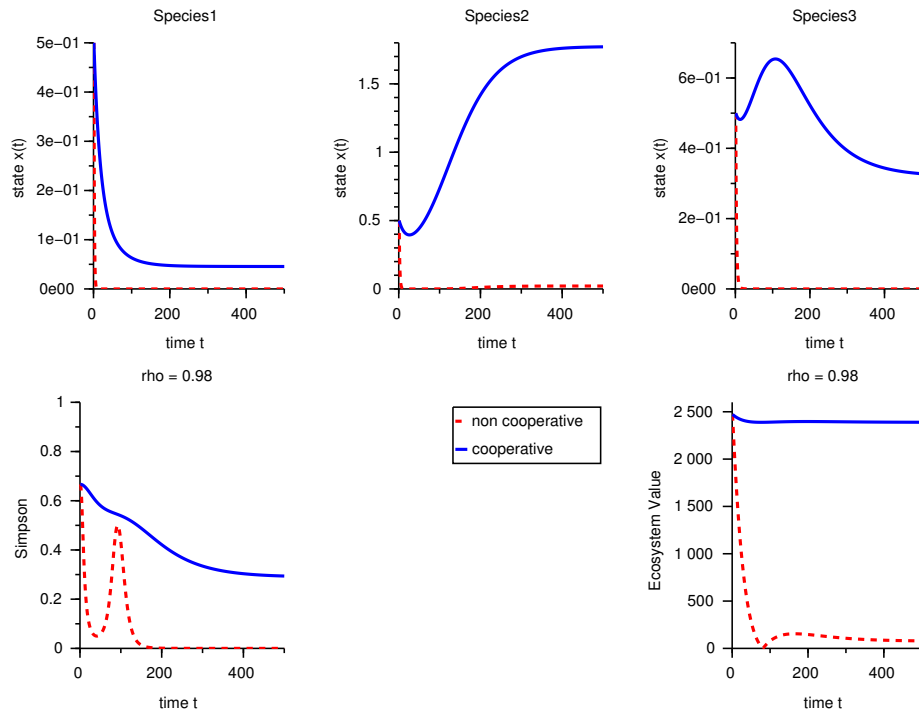 Species1
5e−01
4e−01
3e−01
2e−01
1e−01
0e00
state x(t)
0
200
400
time t
Species2
1.5
1
0.5
0
state x(t)
0
200
400
time t
Species3
6e−01
4e−01
2e−01
0e00
state x(t)
0
200
400
time t
rho = 0.98
1
0.8
0.6
0.4
0.2
0
Simpson
0
200
400
time t
non cooperative
cooperative
rho = 0.98
2 500
2 000
1 500
1 000
500
0
Ecosystem Value
0
200
400
time t